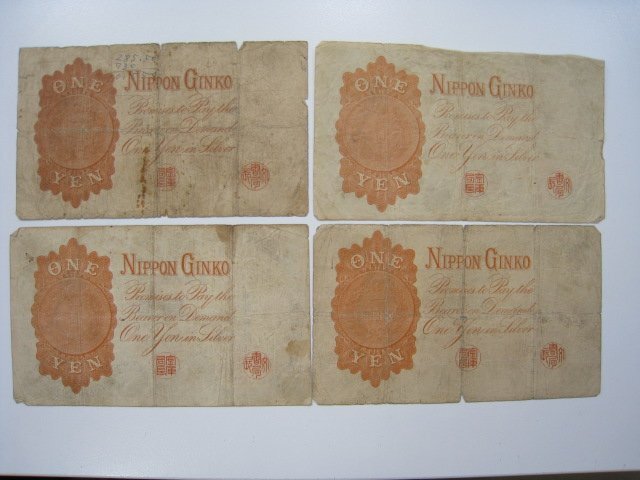 ONE
YEN
NIPPON GINKO
Promises to Pay the
Bearer on Demand
One Yen in Silver
ONE
YEN
NIPPON GINKO
Promises to Pay the
Bearer on Demand
One Yen in Silver
ONE
YEN
NIPPON GINKO
Promises to Pay the
Bearer on Demand
One Yen in Silver
ONE
YEN
NIPPON GINKO
Promises to Pay the
Bearer on Demand
One Yen in Silver